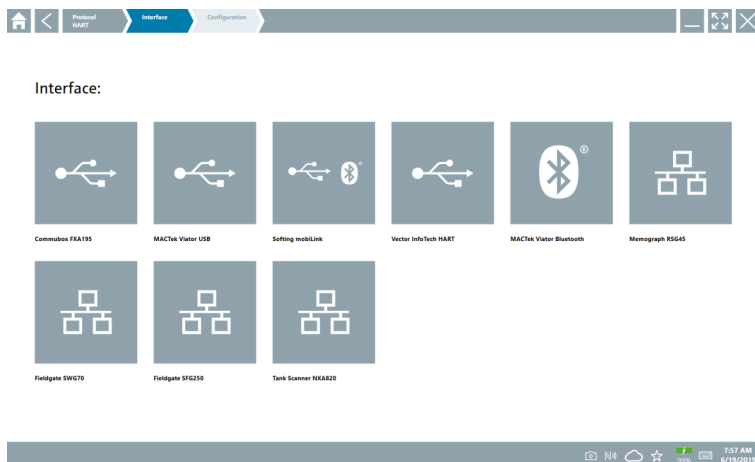 Protocol
HART
Interface
Configuration
Interface:
Commubox FXA195
MACTek Viator USB
Softing mobiLink
Vector InfoTech HART
MACTek Viator Bluetooth
Memograph RSG45
Fieldgate SWG70
Fieldgate SFG250
Tank Scanner NXA820
7:57 AM
99%
6/19/2019